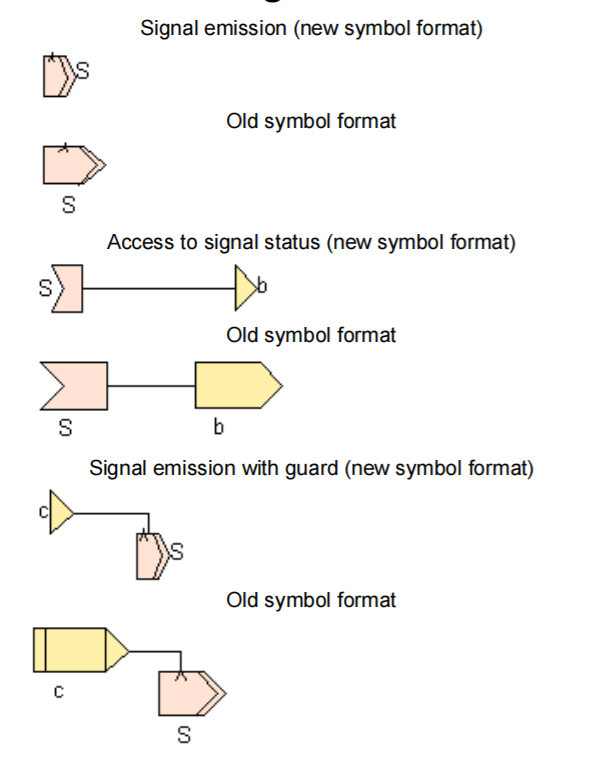 Signal emission (new symbol format)
S
Old symbol format
S
Access to signal status (new symbol format)
S b
Old symbol format
S b
Signal emission with guard (new symbol format)
c
S
Old symbol format
c
S